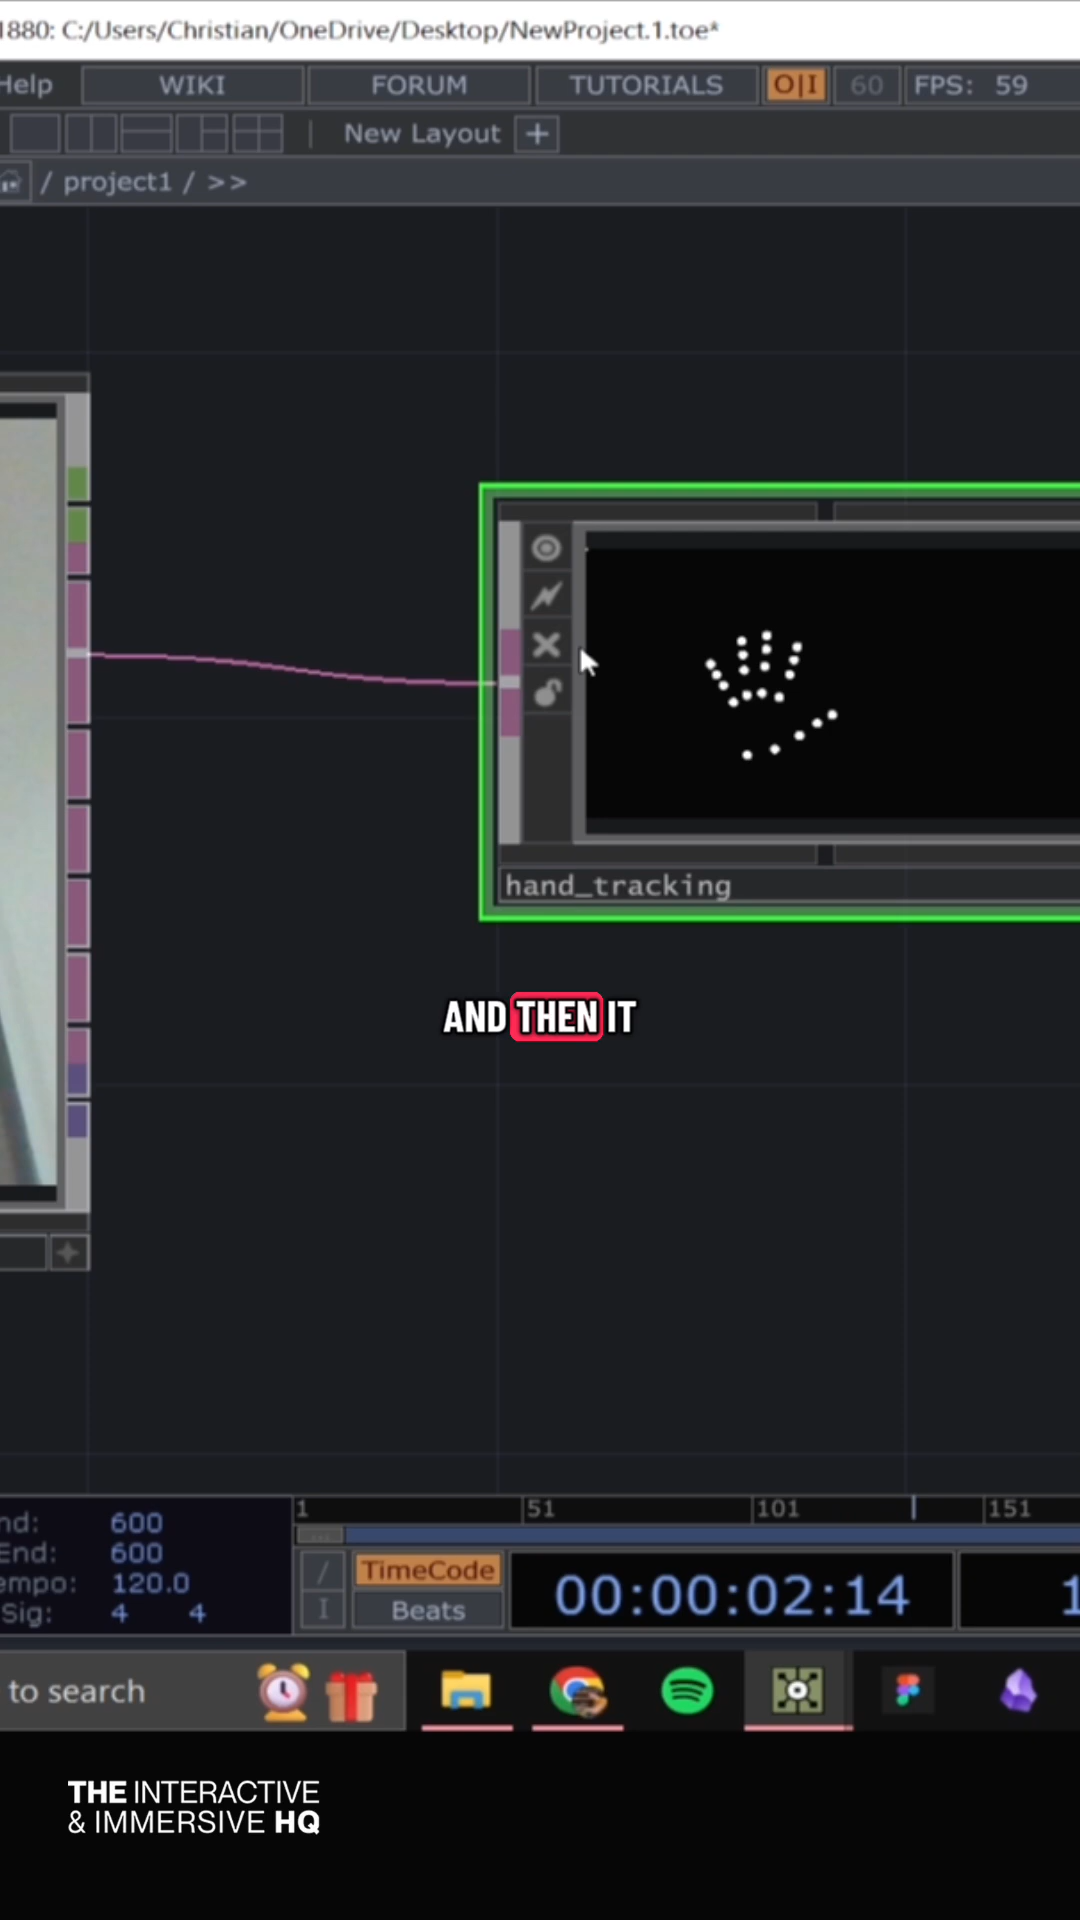 1880: C:/Users/Christian/OneDrive/Desktop/NewProject.1.toe*
Help WIKI FORUM TUTORIALS O|I 60 FPS: 59
New Layout +
/ project1 / >>
hand_tracking
AND THEN IT
1 51 101 151
nd: 600
End: 600
empo: 120.0
Sig: 4 4
/ TimeCode
I Beats
00:00:02:14
1
to search
THE INTERACTIVE
& IMMERSIVE HQ